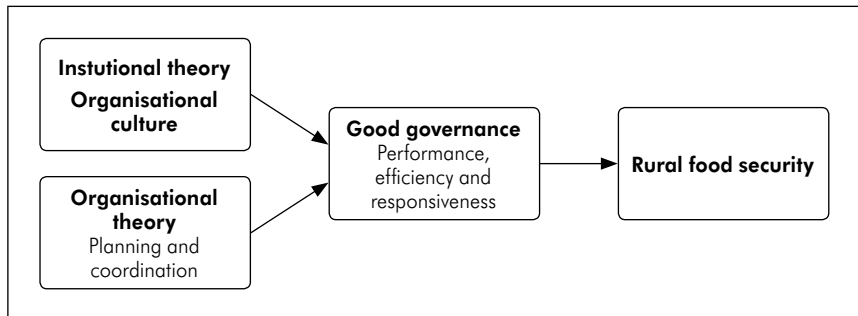 Instutional theory
Organisational
culture
Organisational
theory
Planning and
coordination
Good governance
Performance,
efficiency and
responsiveness
Rural food security